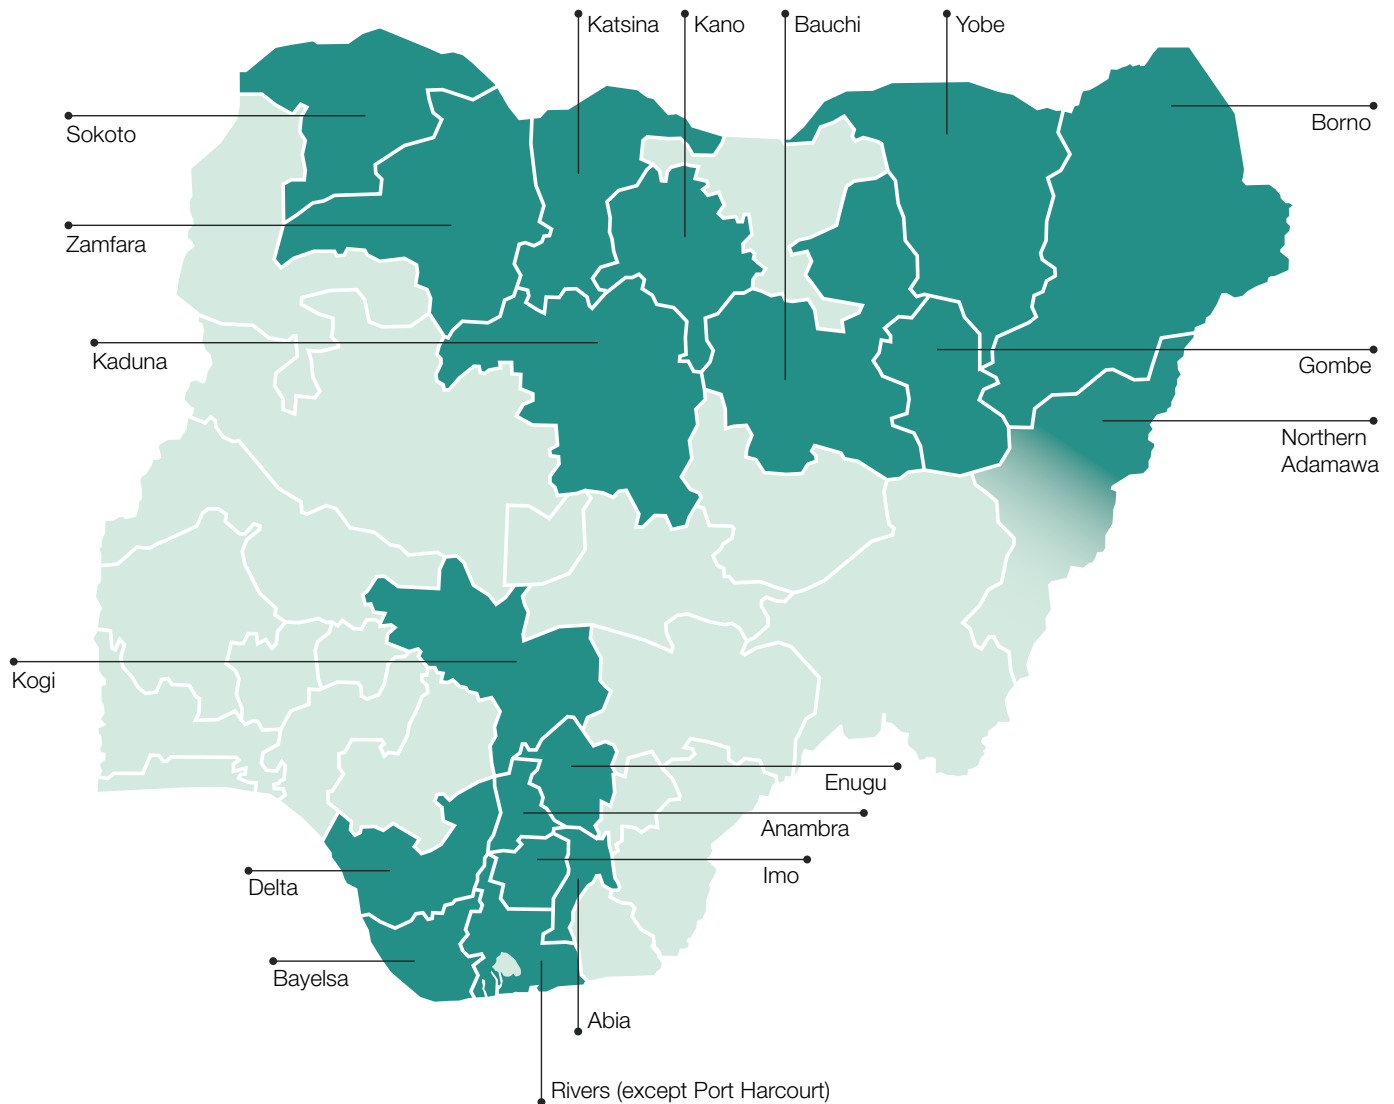 Katsina
Kano
Bauchi
Yobe
Sokoto
Borno
Zamfara
Kaduna
Gombe
Northern
Adamawa
Kogi
Enugu
Anambra
Imo
Delta
Bayelsa
Abia
Rivers (except Port Harcourt)